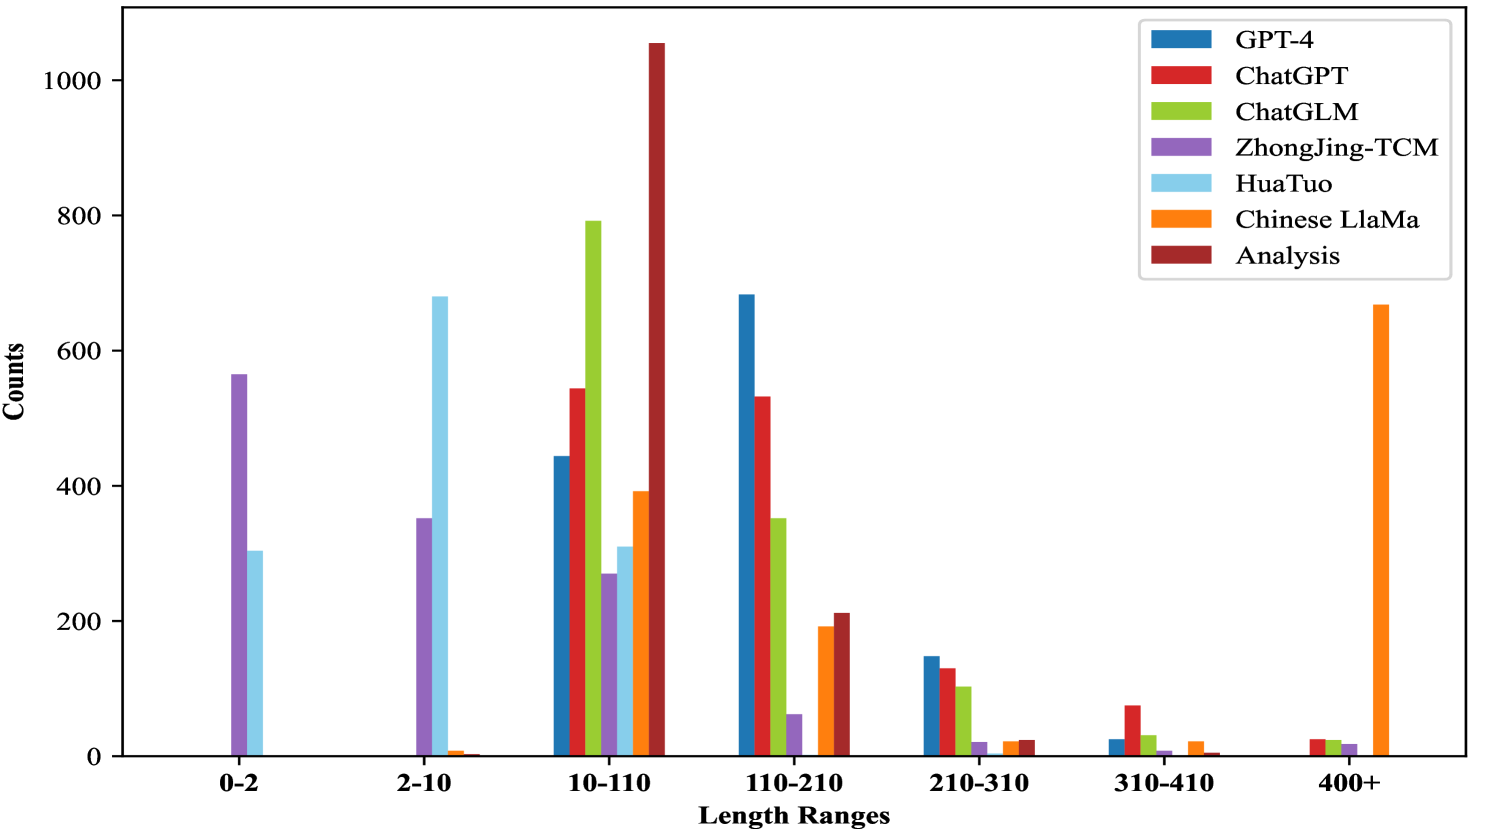 GPT-4
ChatGPT
ChatGLM
ZhongJing-TCM
HuaTuo
Chinese LlaMa
Analysis
1000
800
600
400
200
0
Counts
0-2 2-10 10-110 110-210 210-310 310-410 400+
Length Ranges